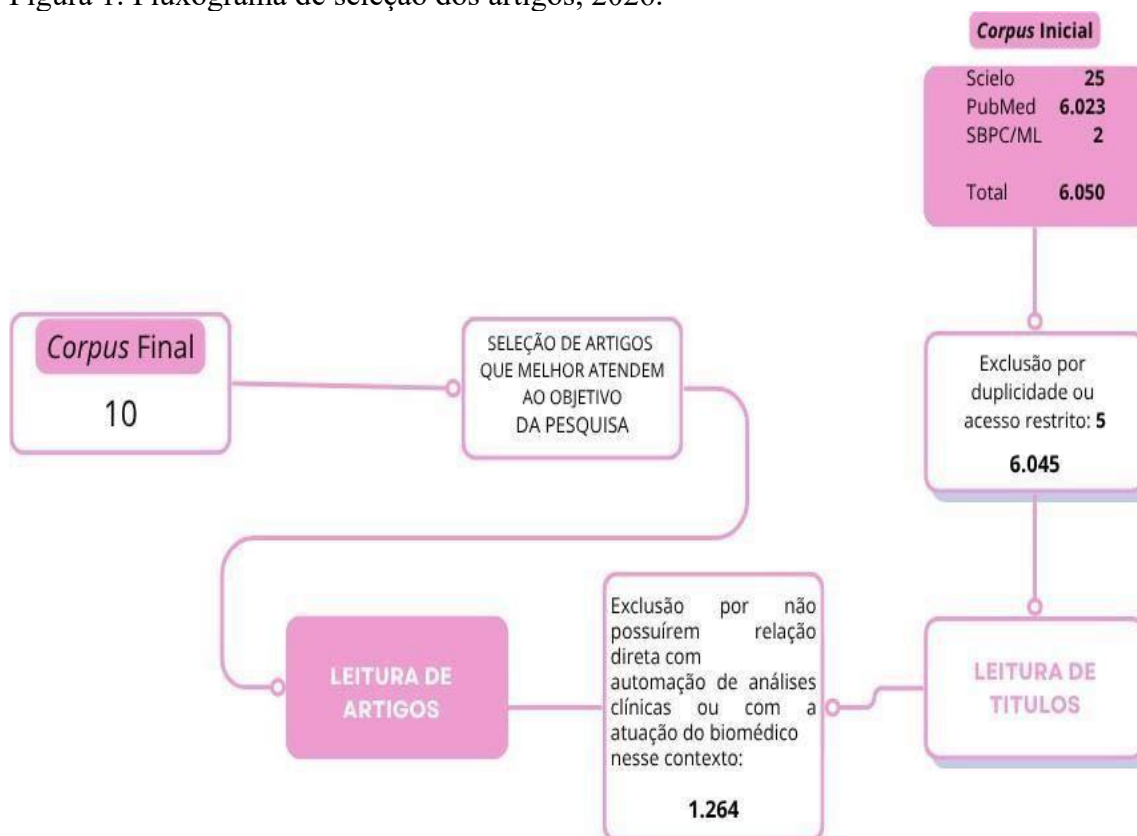 Figura 1. Fluxograma de seleção dos artigos, 2026.
Corpus Inicial
Scielo 25
PubMed 6.023
SBPC/ML 2
Total 6.050
Exclusão por
duplicidade ou
acesso restrito: 5
6.045
LEITURA DE
TITULOS
Exclusão por não
possuírem relação
direta com
automação de análises
clínicas ou com a
atuação do biomédico
nesse contexto:
1.264
LEITURA DE
ARTIGOS
SELEÇÃO DE ARTIGOS
QUE MELHOR ATENDEM
AO OBJETIVO
DA PESQUISA
Corpus Final
10